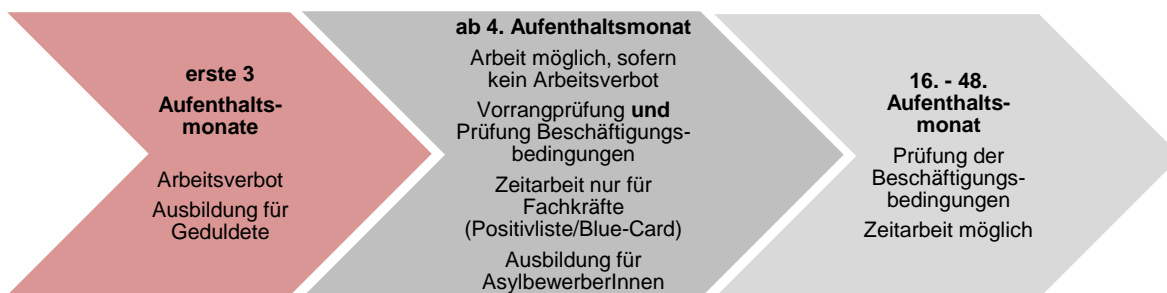 erste 3
Aufenthalts-
monate
Arbeitsverbot
Ausbildung für
Geduldete
ab 4. Aufenthaltsmonat
Arbeit möglich, sofern
kein Arbeitsverbot
Vorrangprüfung und
Prüfung Beschäftigungs-
bedingungen
Zeitarbeit nur für
Fachkräfte
(Positivliste/Blue-Card)
Ausbildung für
AsylbewerberInnen
16. - 48.
Aufenthalts-
monat
Prüfung der
Beschäftigungs-
bedingungen
Zeitarbeit möglich